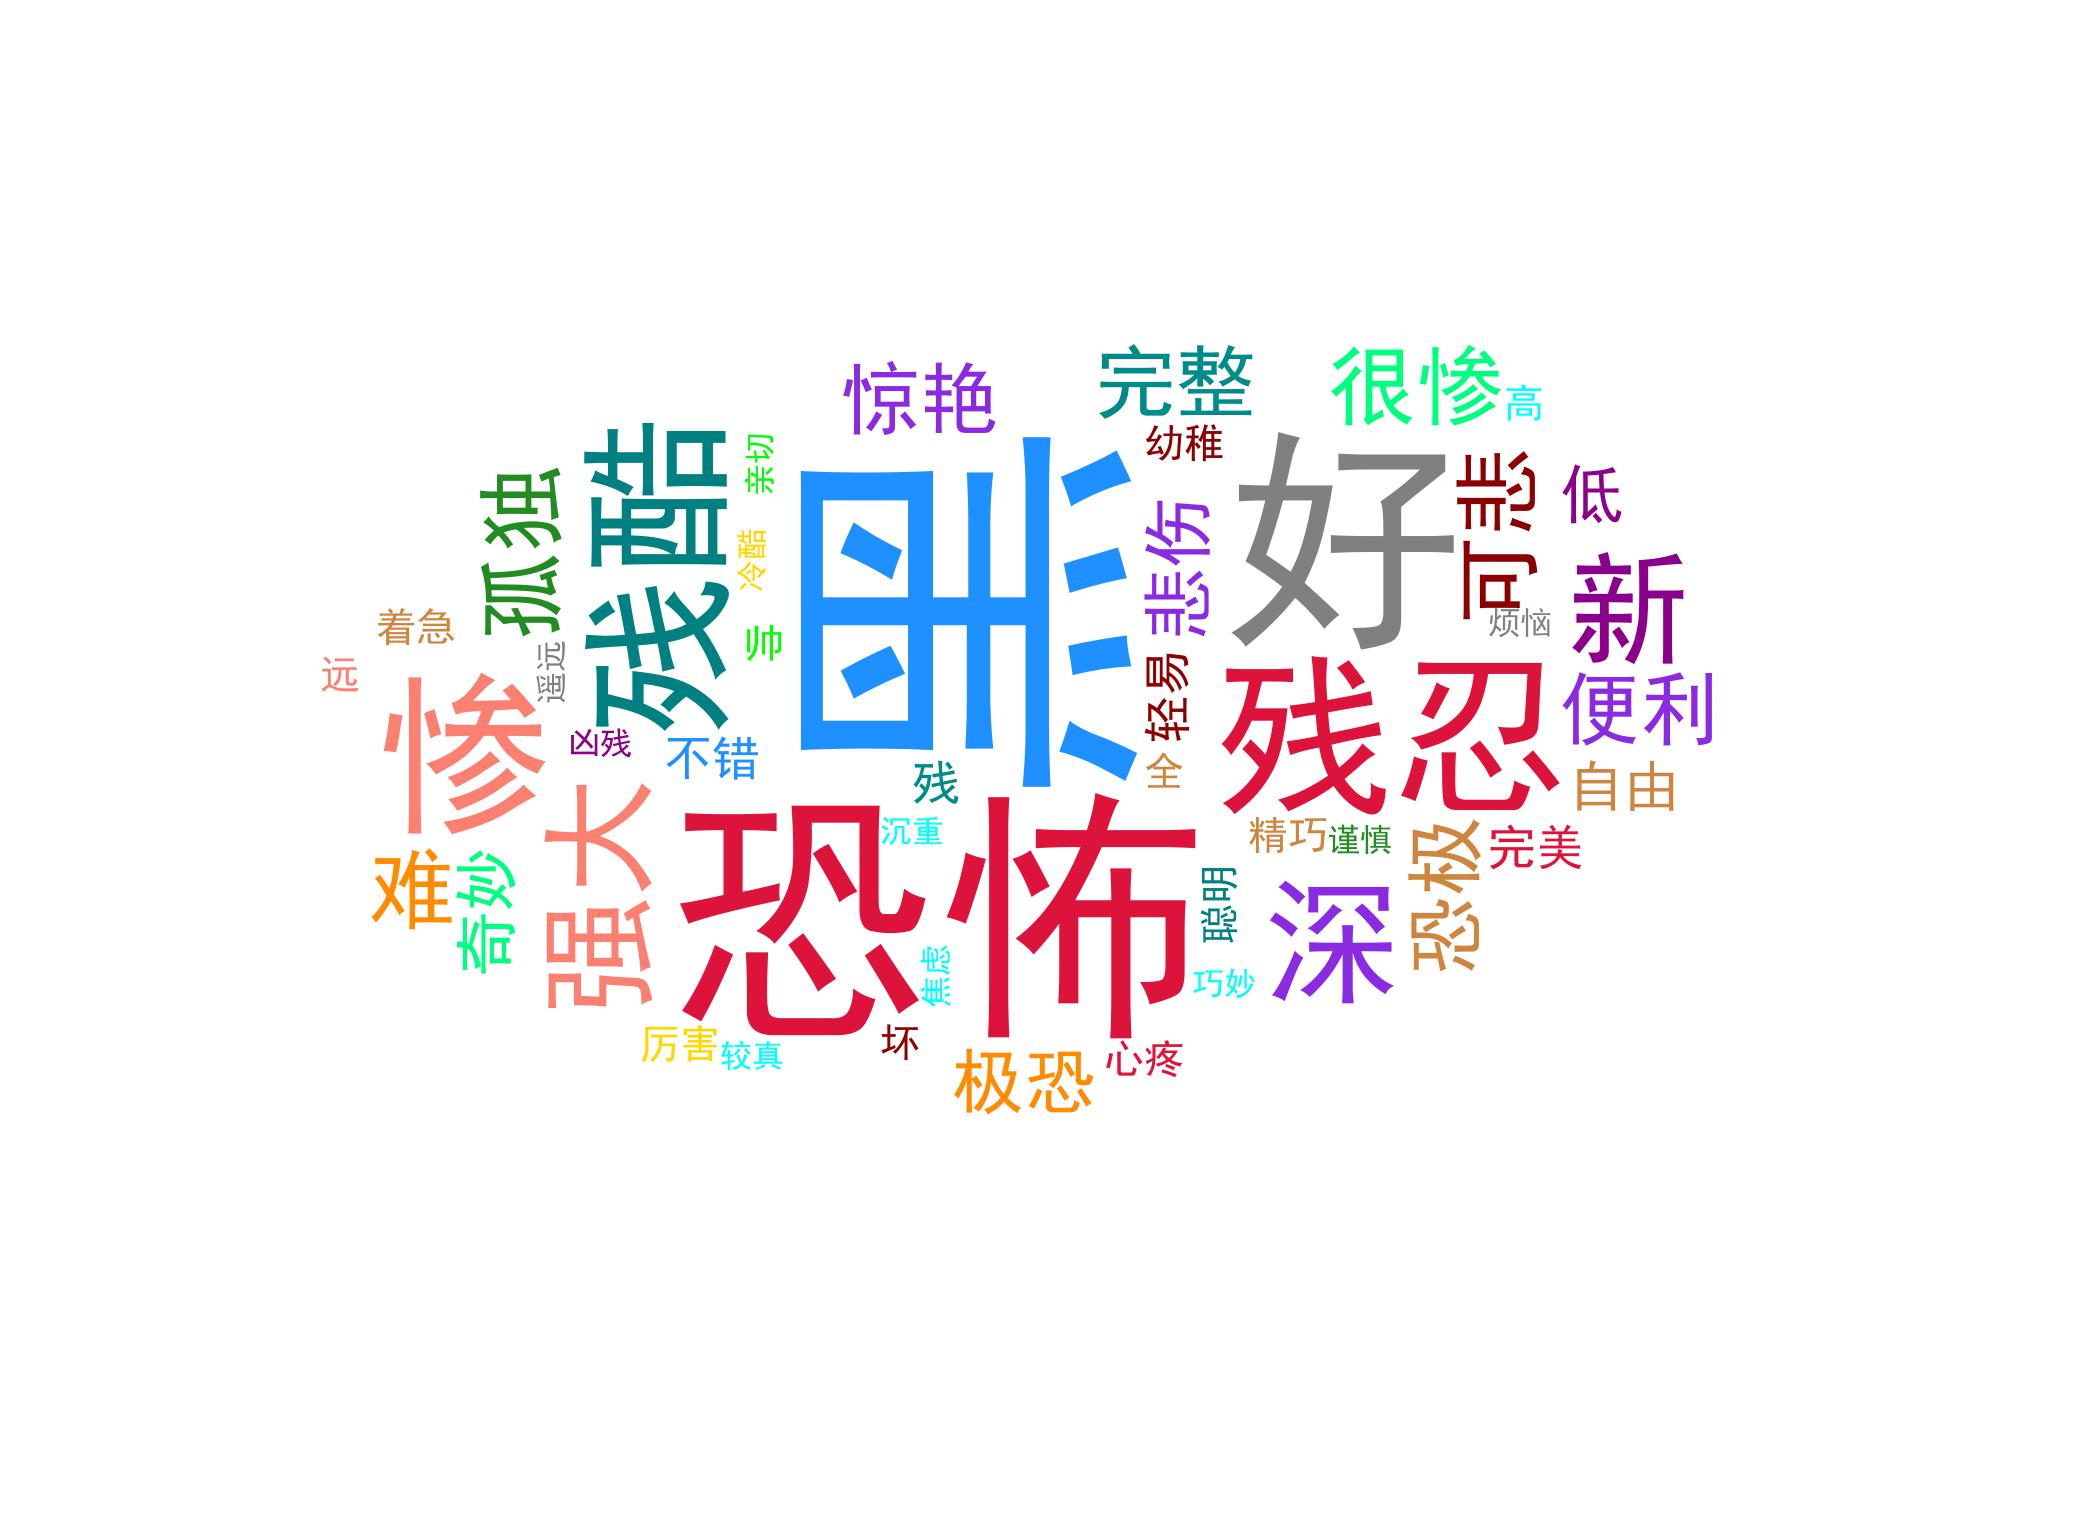 惊艳
完整
很惨
高
幼稚
残酷
亲切
黑
好
可悲
低
孤独
悲伤
冷酷
新
着急
帅
烦恼
远
遥远
惨
轻易
残忍
便利
凶残
不错
残
全
自由
沉重
强大
恐怖
精巧
谨慎
恐极
完美
难
奇妙
聪明
深
焦虑
巧妙
厉害
较真
坏
极恐
心疼